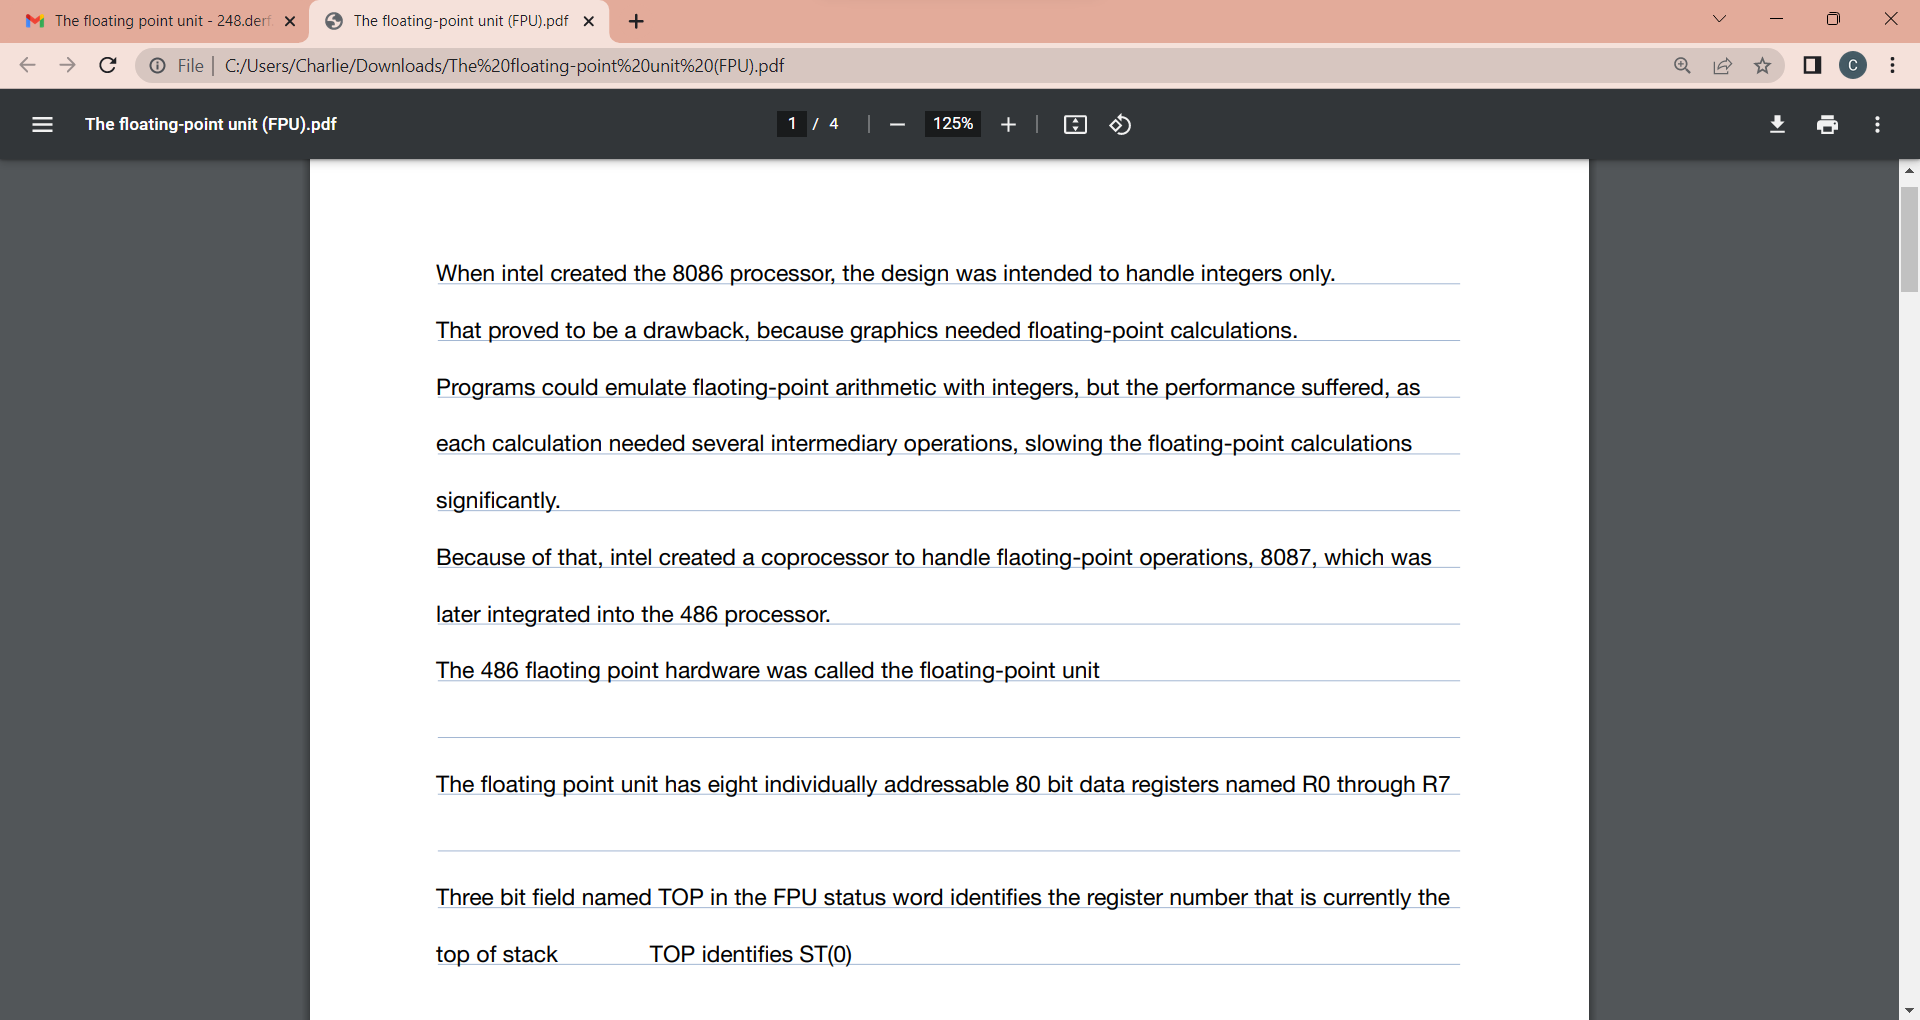 The floating point unit - 248.derf
The floating-point unit (FPU).pdf
File
C:/Users/Charlie/Downloads/The%20floating-point%20unit%20(FPU).pdf
C
The floating-point unit (FPU).pdf
1 / 4
125%
When intel created the 8086 processor, the design was intended to handle integers only.
That proved to be a drawback, because graphics needed floating-point calculations.
Programs could emulate flaoting-point arithmetic with integers, but the performance suffered, as
each calculation needed several intermediary operations, slowing the floating-point calculations
significantly.
Because of that, intel created a coprocessor to handle flaoting-point operations, 8087, which was
later integrated into the 486 processor.
The 486 flaoting point hardware was called the floating-point unit
The floating point unit has eight individually addressable 80 bit data registers named R0 through R7
Three bit field named TOP in the FPU status word identifies the register number that is currently the
top of stack TOP identifies ST(0)